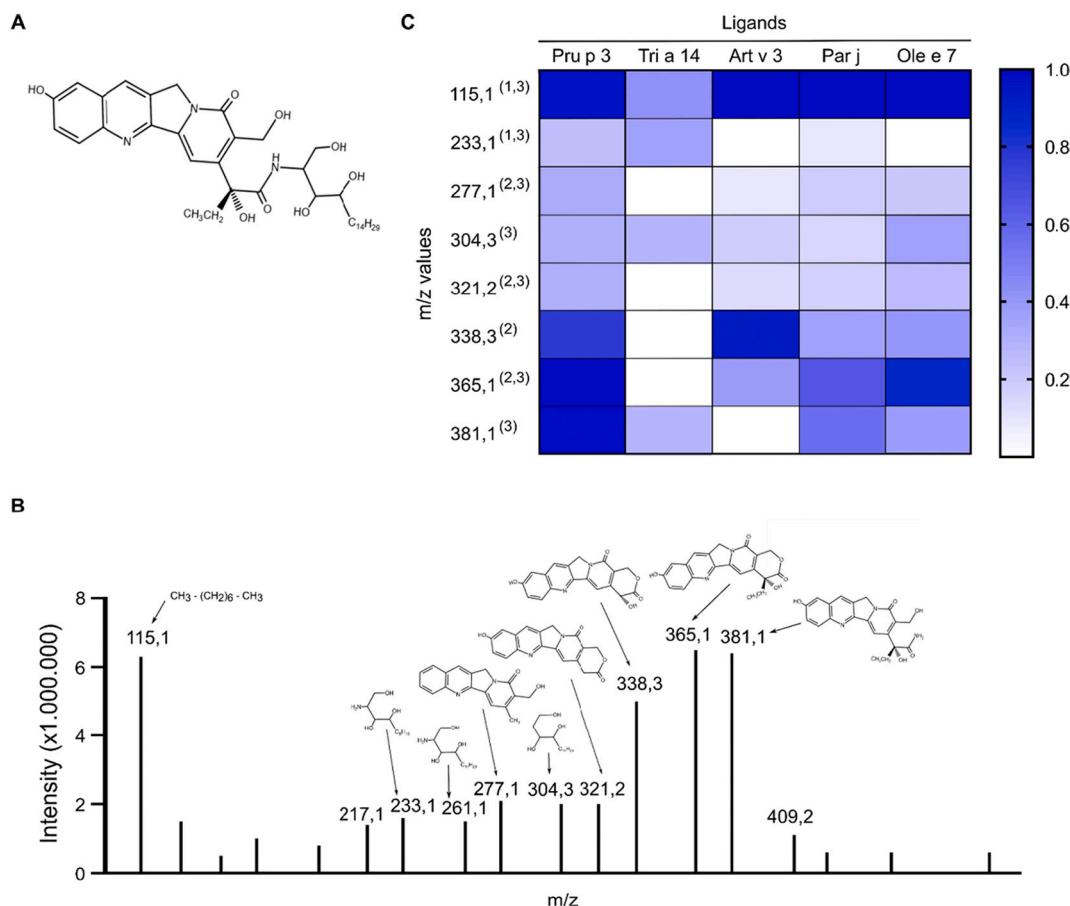 A
HO
N
N
O
OH
H
N
OH
OH
O
HO
CH3CH2
OH
C14H29
C
Ligands
Pru p 3 Tri a 14 Art v 3 Par j Ole e 7
m/z values
115,1 (1,3)
233,1 (1,3)
277,1 (2,3)
304,3 (3)
321,2 (2,3)
338,3 (2)
365,1 (2,3)
381,1 (3)
1.0
0.8
0.6
0.4
0.2
B
Intensity (x1.000.000)
8
6
4
2
0
CH3 - (CH2)6 - CH3
115,1
217,1
233,1
261,1
277,1
304,3
321,2
338,3
365,1
381,1
409,2
m/z